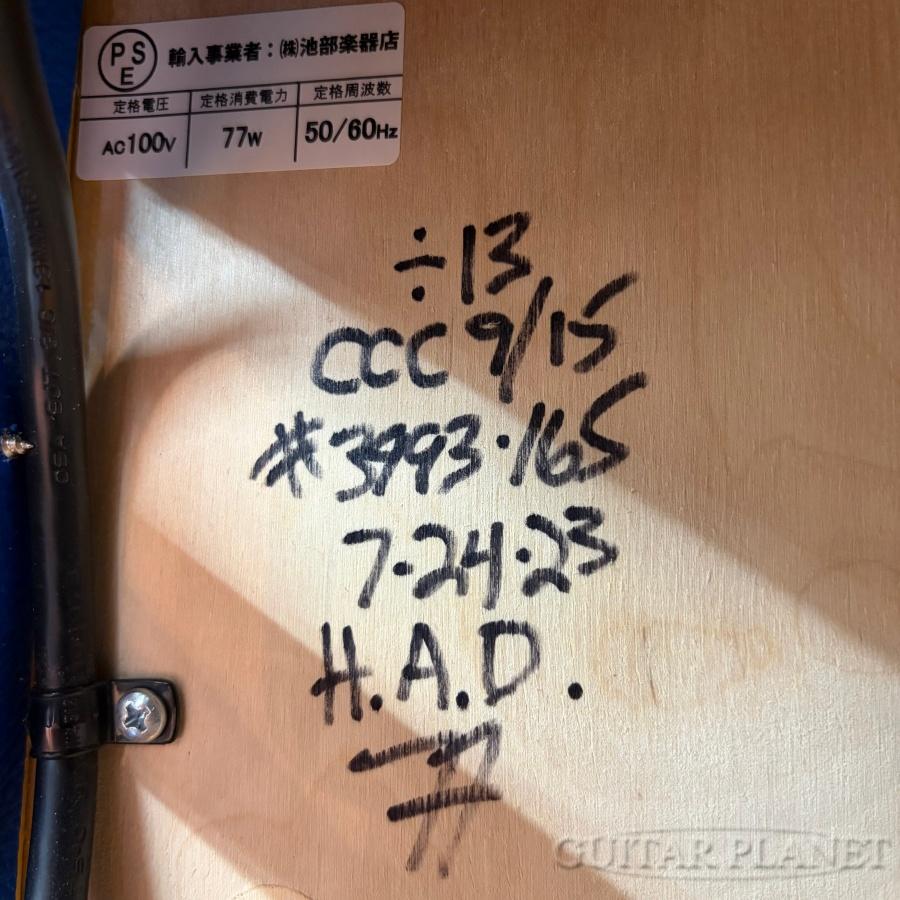 PSE 輸入事業者：㈱池部楽器店
定格電圧 定格消費電力 定格周波数
AC100V 77W 50/60Hz
÷13
CCC 9/15
#3993·165
7·24·23
H.A.D.
GUITAR PLANET